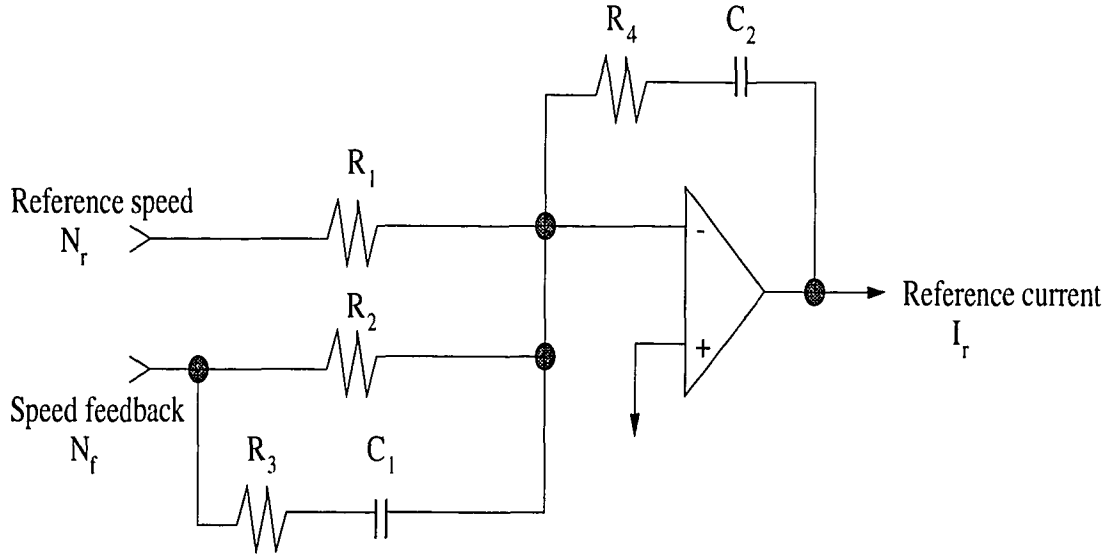 R4
C2
R1
Reference speed
Nr
-
Reference current
Ir
R2
+
Speed feedback
Nf
R3
C1